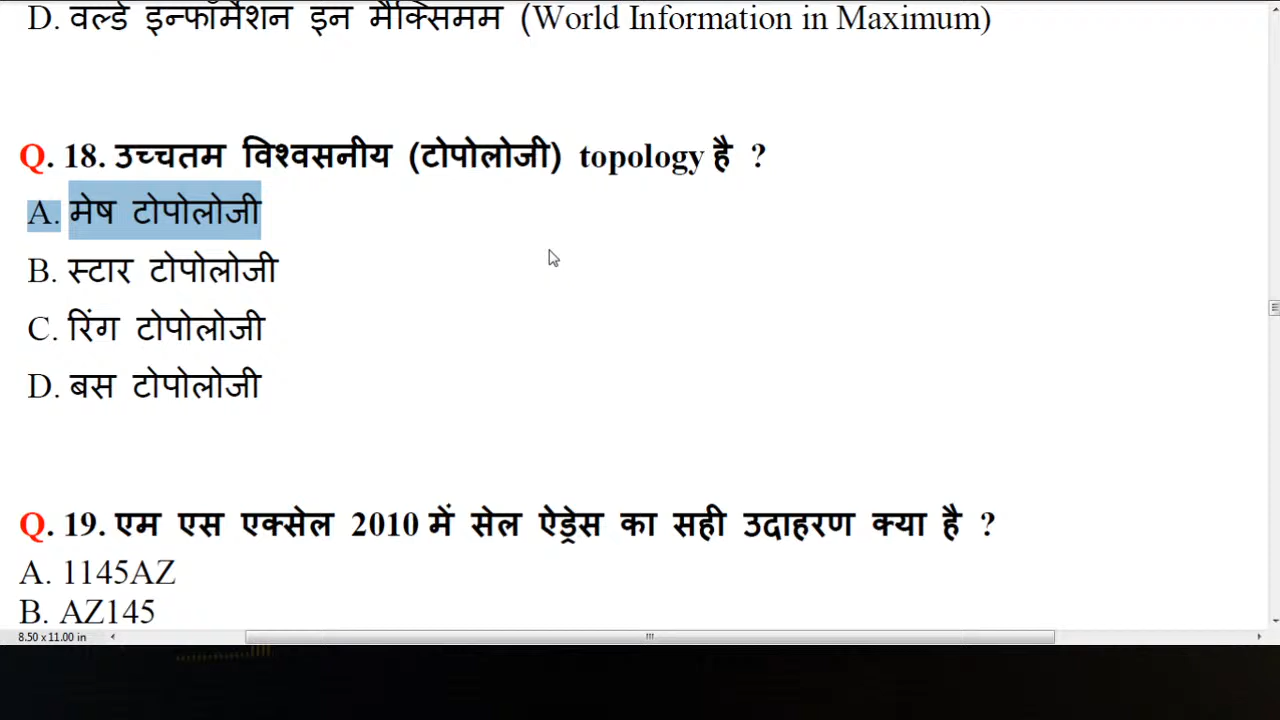 D. वर्ल्ड इन्फॉर्मेशन इन मैक्सिमम (World Information in Maximum)
Q. 18. उच्चतम विश्वसनीय (टोपोलोजी) topology है ?
A. मेष टोपोलोजी
B. स्टार टोपोलोजी
C. रिंग टोपोलोजी
D. बस टोपोलोजी
Q. 19. एम एस एक्सेल 2010 में सेल ऐड्रेस का सही उदाहरण क्या है ?
A. 1145AZ
B. AZ145
8.50 x 11.00 in